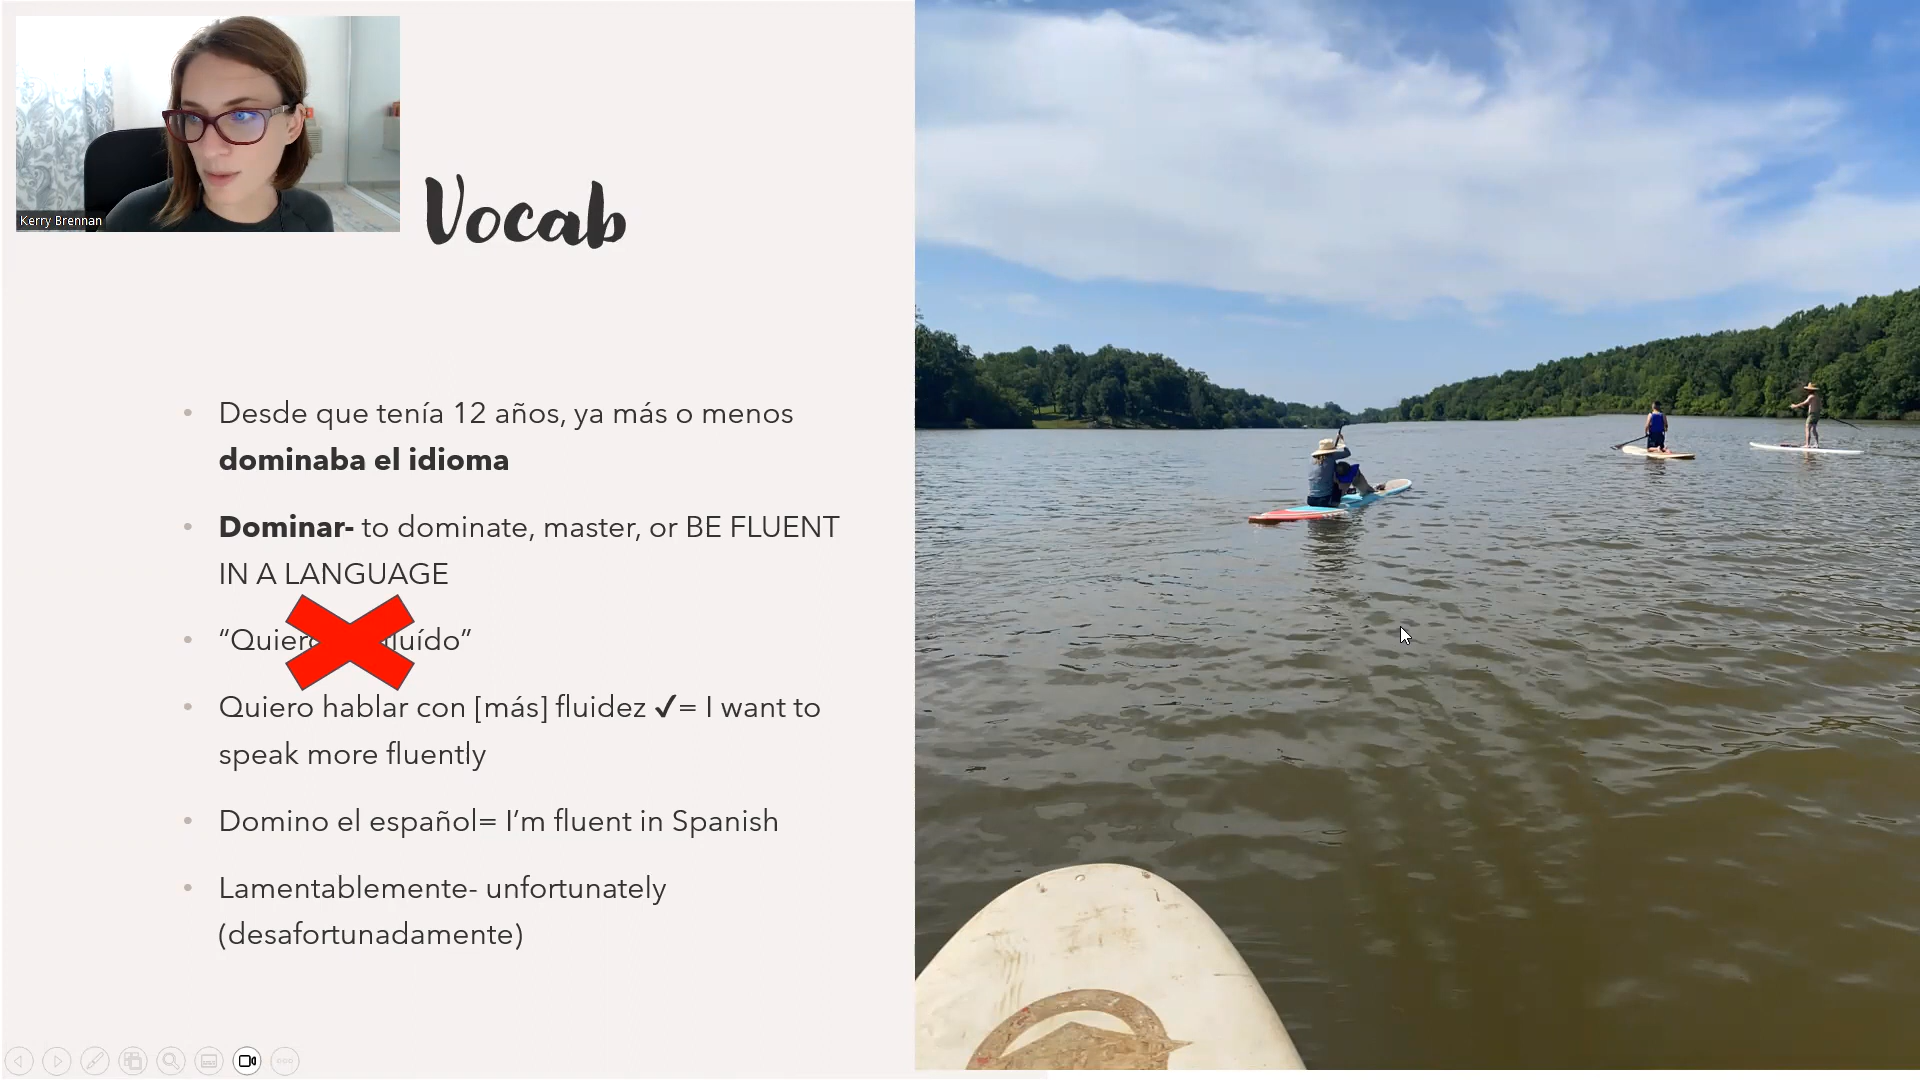 Kerry Brennan
Vocab
• Desde que tenía 12 años, ya más o menos
dominaba el idioma
• Dominar- to dominate, master, or BE FLUENT
IN A LANGUAGE
• “Quiero fluído”
• Quiero hablar con [más] fluidez ✓= I want to
speak more fluently
• Domino el español= I’m fluent in Spanish
• Lamentablemente- unfortunately
(desafortunadamente)